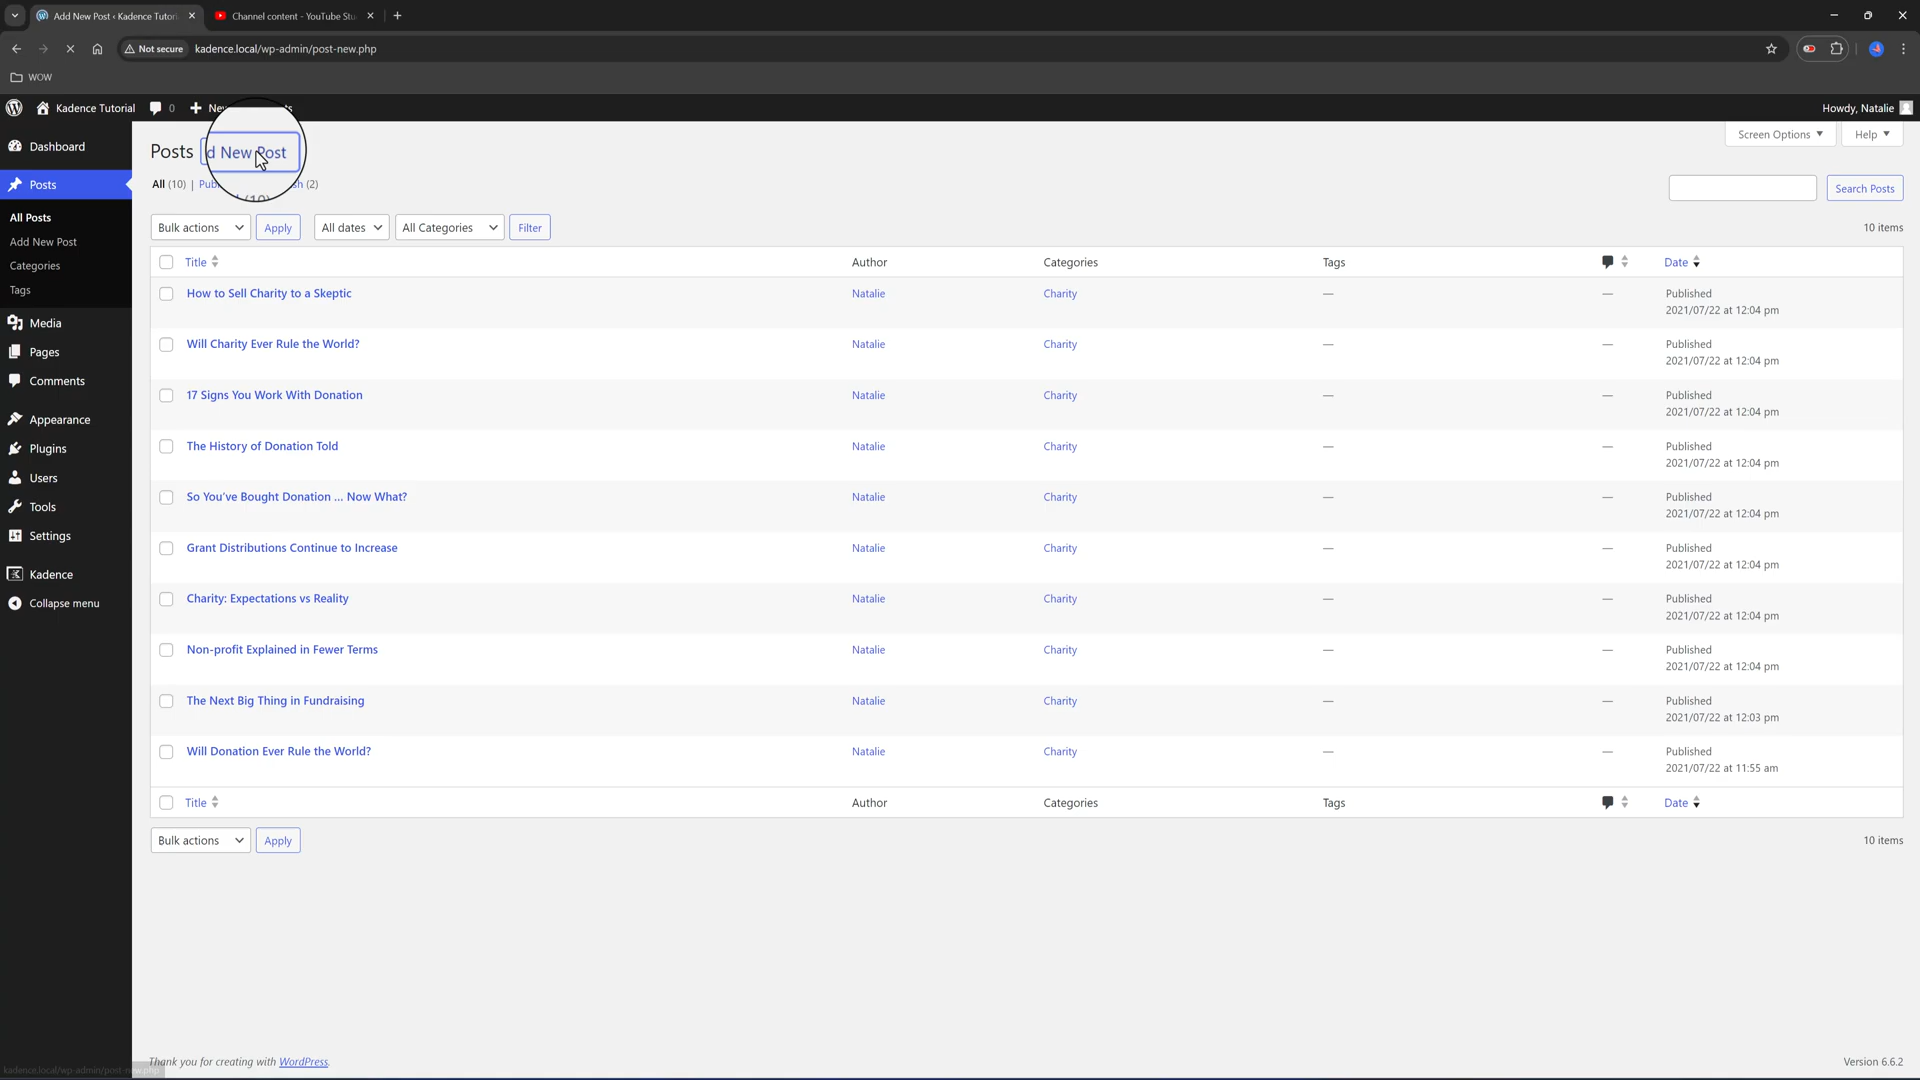 Add New Post ‹ Kadence Tutori
Channel content - YouTube Stu
Not secure
kadence.local/wp-admin/post-new.php
WOW
Kadence Tutorial
0
Howdy, Natalie
Dashboard
Posts
All Posts
Add New Post
Categories
Tags
Media
Pages
Comments
Appearance
Plugins
Users
Tools
Settings
Kadence
Collapse menu
Posts
d New Post
Screen Options
Help
All (10) |
(2)
Search Posts
Bulk actions
Apply
All dates
All Categories
Filter
10 items
Title Author Categories Tags Date
How to Sell Charity to a Skeptic Natalie Charity — — Published
2021/07/22 at 12:04 pm
Will Charity Ever Rule the World? Natalie Charity — — Published
2021/07/22 at 12:04 pm
17 Signs You Work With Donation Natalie Charity — — Published
2021/07/22 at 12:04 pm
The History of Donation Told Natalie Charity — — Published
2021/07/22 at 12:04 pm
So You've Bought Donation … Now What? Natalie Charity — — Published
2021/07/22 at 12:04 pm
Grant Distributions Continue to Increase Natalie Charity — — Published
2021/07/22 at 12:04 pm
Charity: Expectations vs Reality Natalie Charity — — Published
2021/07/22 at 12:04 pm
Non-profit Explained in Fewer Terms Natalie Charity — — Published
2021/07/22 at 12:04 pm
The Next Big Thing in Fundraising Natalie Charity — — Published
2021/07/22 at 12:03 pm
Will Donation Ever Rule the World? Natalie Charity — — Published
2021/07/22 at 11:55 am
Title Author Categories Tags Date
Bulk actions
Apply
10 items
Thank you for creating with WordPress.
Version 6.6.2
kadence.local/wp-admin/post-new.php